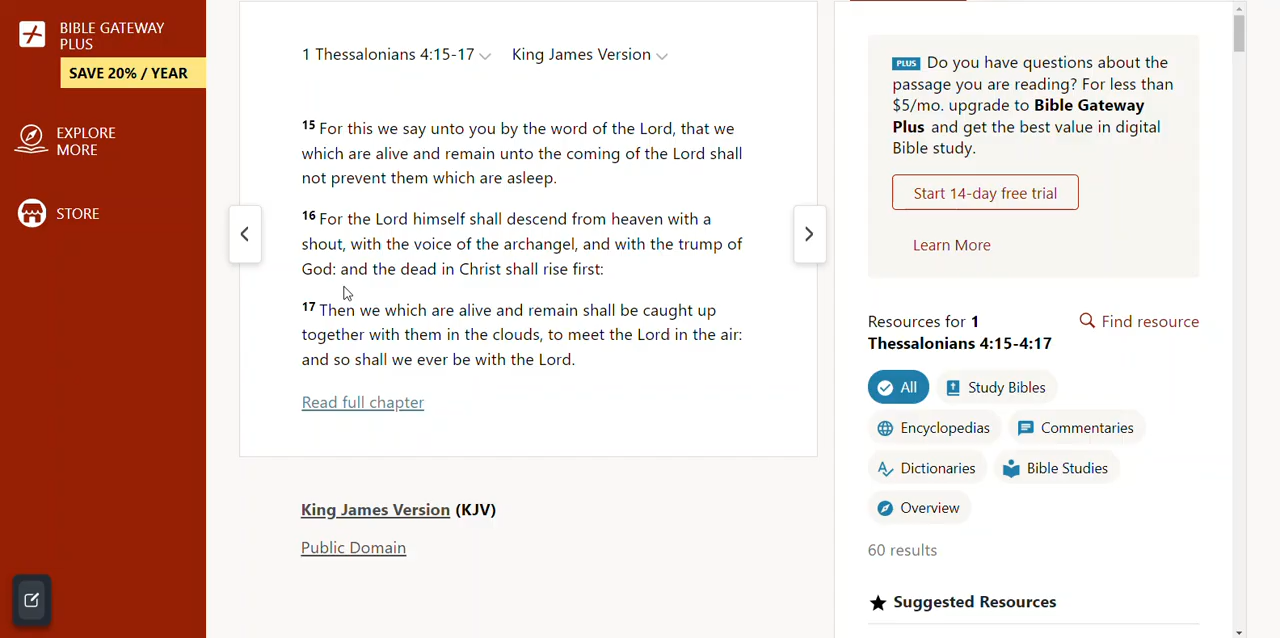 BIBLE GATEWAY
PLUS
SAVE 20% / YEAR
EXPLORE
MORE
STORE
1 Thessalonians 4:15-17
King James Version
15 For this we say unto you by the word of the Lord, that we
which are alive and remain unto the coming of the Lord shall
not prevent them which are asleep.
16 For the Lord himself shall descend from heaven with a
shout, with the voice of the archangel, and with the trump of
God: and the dead in Christ shall rise first:
17 Then we which are alive and remain shall be caught up
together with them in the clouds, to meet the Lord in the air:
and so shall we ever be with the Lord.
Read full chapter
King James Version (KJV)
Public Domain
PLUS Do you have questions about the
passage you are reading? For less than
$5/mo. upgrade to Bible Gateway
Plus and get the best value in digital
Bible study.
Start 14-day free trial
Learn More
Resources for 1
Thessalonians 4:15-4:17
Find resource
All
Study Bibles
Encyclopedias
Commentaries
Dictionaries
Bible Studies
Overview
60 results
Suggested Resources